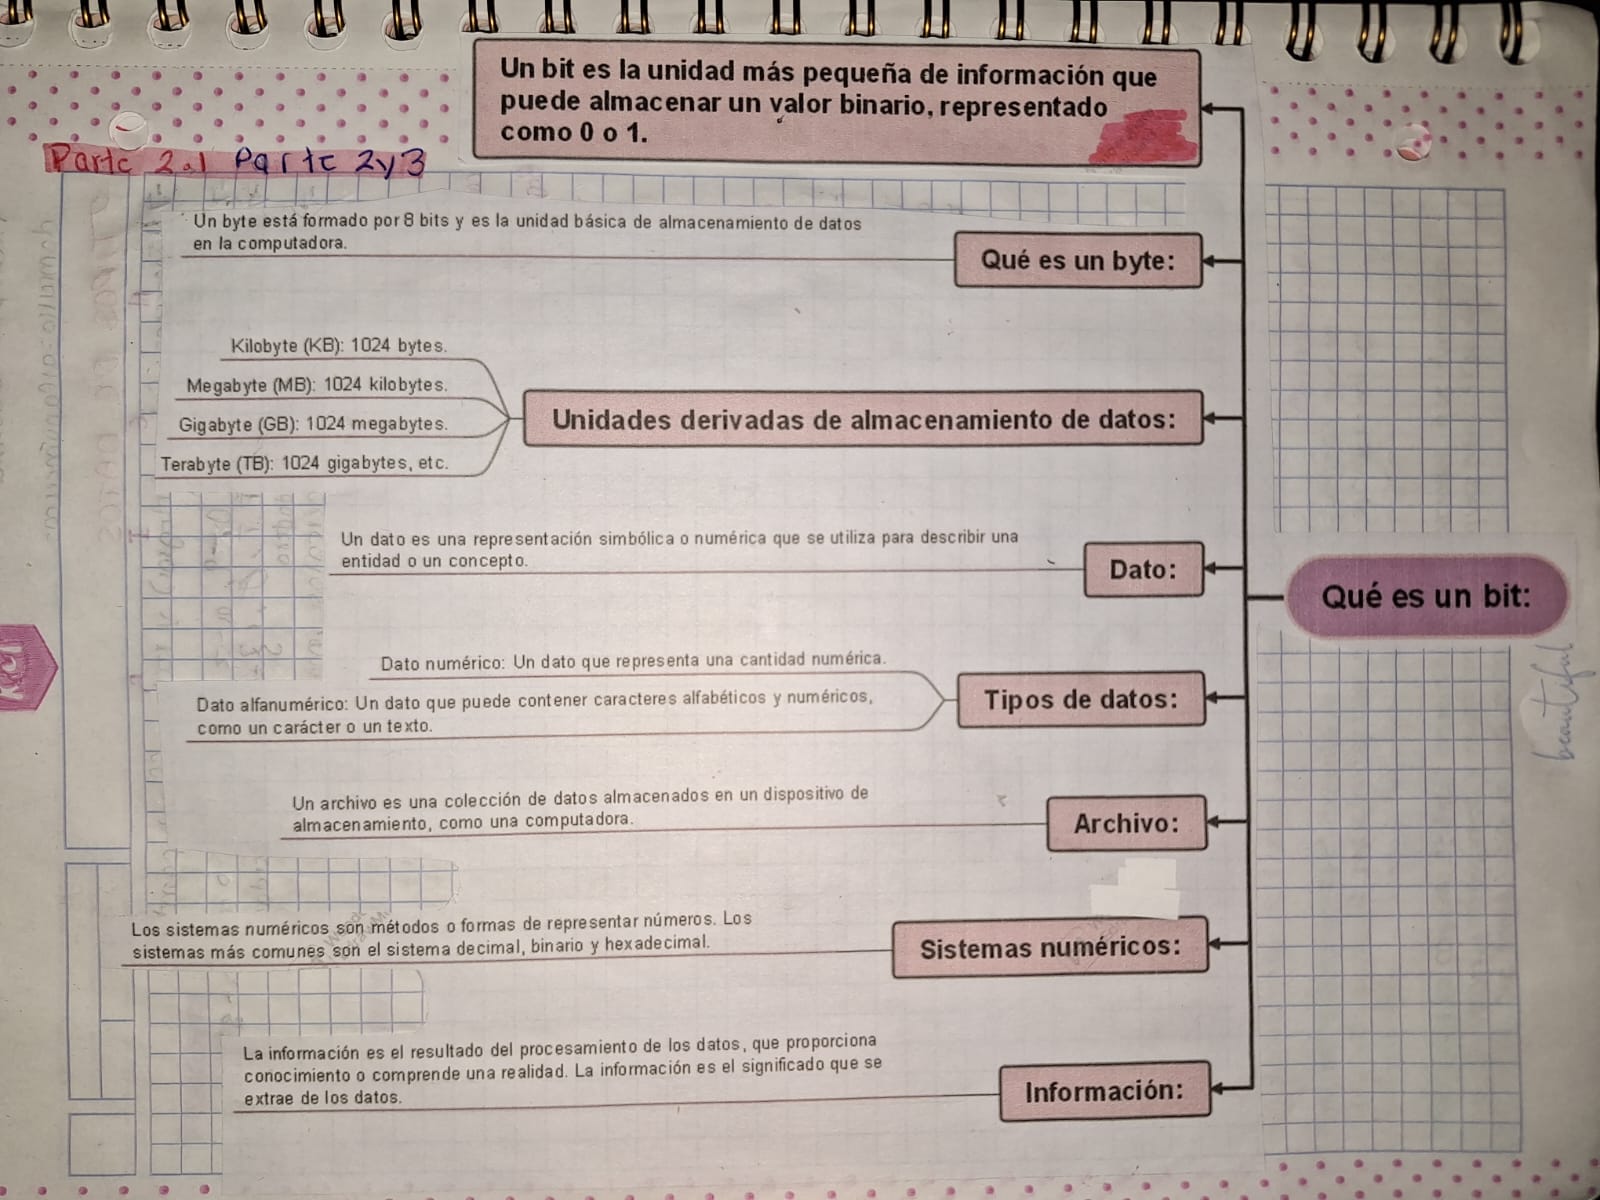 Un bit es la unidad más pequeña de información que
puede almacenar un valor binario, representado
como 0 o 1.
Parte 2.1 Parte 2y3
Un byte está formado por 8 bits y es la unidad básica de almacenamiento de datos
en la computadora.
Qué es un byte:
Kilobyte (KB): 1024 bytes.
Megabyte (MB): 1024 kilobytes.
Gigabyte (GB): 1024 megabytes.
Terabyte (TB): 1024 gigabytes, etc.
Unidades derivadas de almacenamiento de datos:
Un dato es una representación simbólica o numérica que se utiliza para describir una
entidad o un concepto.
Dato:
Qué es un bit:
Dato numérico: Un dato que representa una cantidad numérica.
Dato alfanumérico: Un dato que puede contener caracteres alfabéticos y numéricos,
como un carácter o un texto.
Tipos de datos:
beautiful
Un archivo es una colección de datos almacenados en un dispositivo de
almacenamiento, como una computadora.
Archivo:
Los sistemas numéricos son métodos o formas de representar números. Los
sistemas más comunes son el sistema decimal, binario y hexadecimal.
Sistemas numéricos:
La información es el resultado del procesamiento de los datos, que proporciona
conocimiento o comprende una realidad. La información es el significado que se
extrae de los datos.
Información: